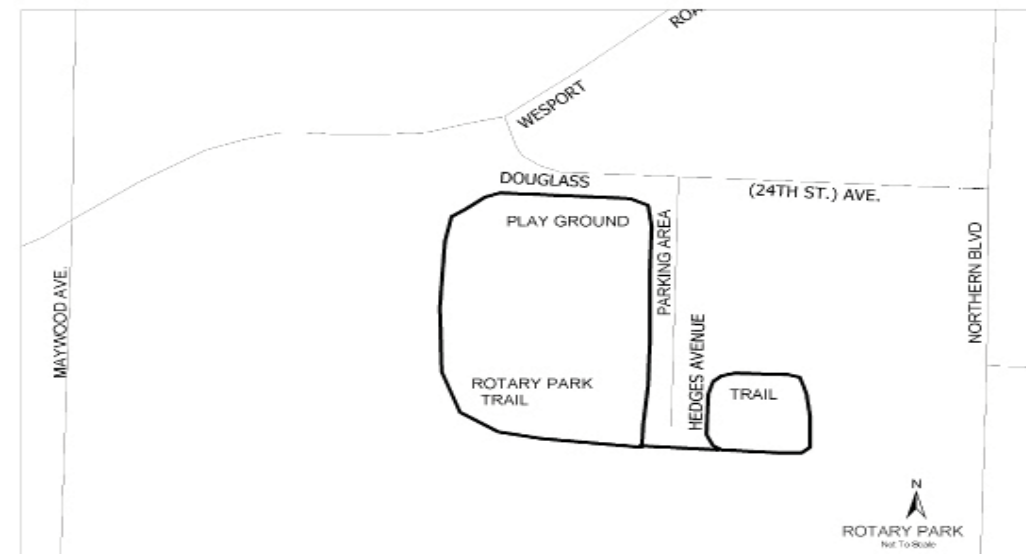 ROA
WESPORT
DOUGLASS
(24TH ST.) AVE.
PLAY GROUND
PARKING AREA
NORTHERN BLVD
MAYWOOD AVE.
HEDGES AVENUE
ROTARY PARK
TRAIL
TRAIL
N
ROTARY PARK
Not To Scale